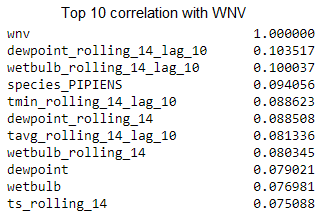 Top 10 correlation with WNV
wnv 1.000000
dewpoint_rolling_14_lag_10 0.103517
wetbulb_rolling_14_lag_10 0.100037
species_PIPIENS 0.094056
tmin_rolling_14_lag_10 0.088623
dewpoint_rolling_14 0.088508
tavg_rolling_14_lag_10 0.081336
wetbulb_rolling_14 0.080345
dewpoint 0.079021
wetbulb 0.076981
ts_rolling_14 0.075088